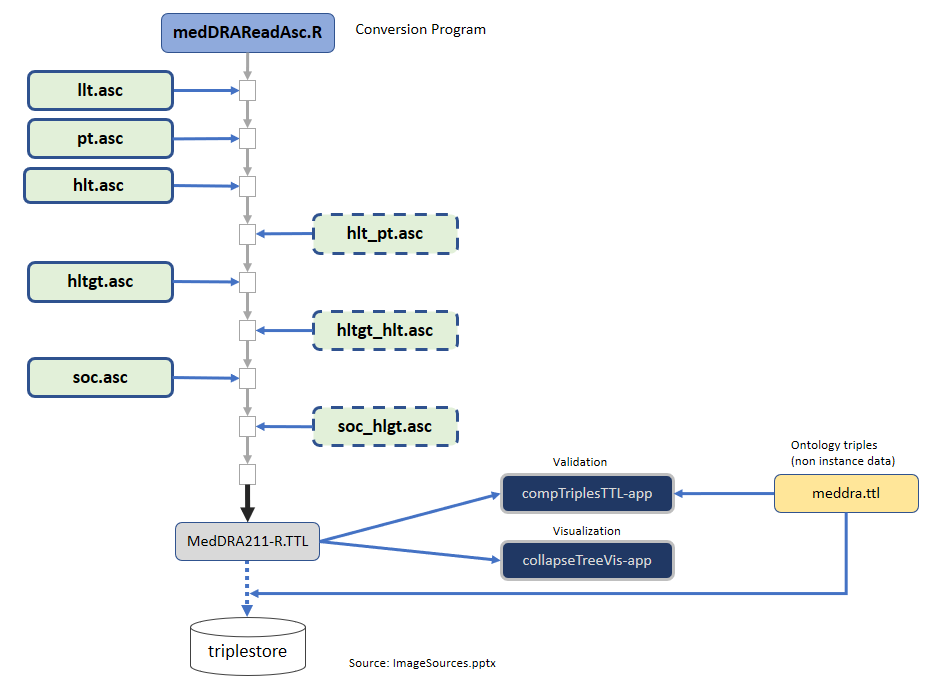 medDRAReadAsc.R
Conversion Program
llt.asc
pt.asc
hlt.asc
hlt_pt.asc
hltgt.asc
hltgt_hlt.asc
soc.asc
soc_hlgt.asc
Ontology triples
(non instance data)
Validation
compTriplesTTL-app
meddra.ttl
Visualization
MedDRA211-R.TTL
collapseTreeVis-app
triplestore
Source: ImageSources.pptx